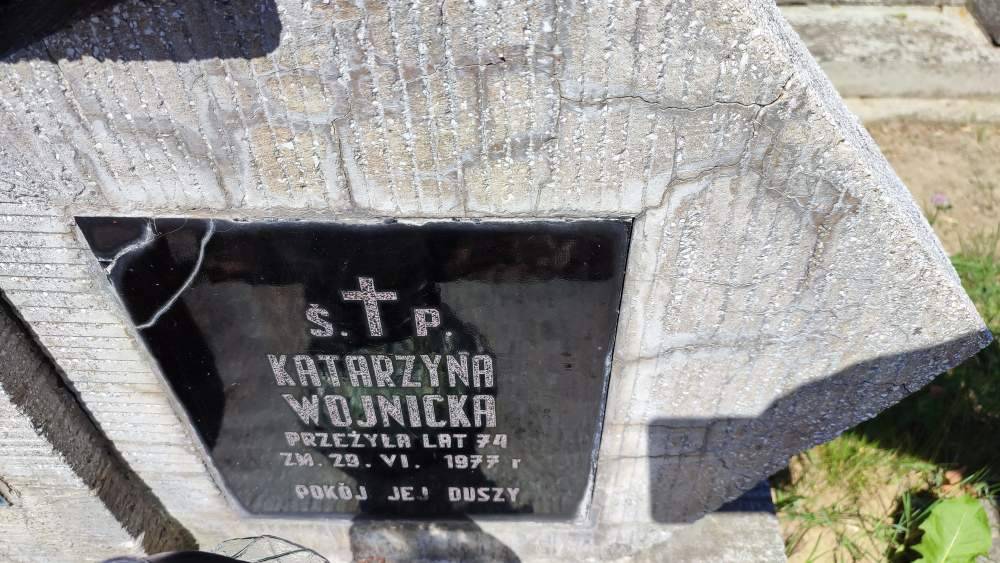 Ś. P.
KATARZYNA
WOJNICKA
PRZEŻYŁA LAT 74
ZM. 29. VI. 1977 r
POKÓJ JEJ DUSZY